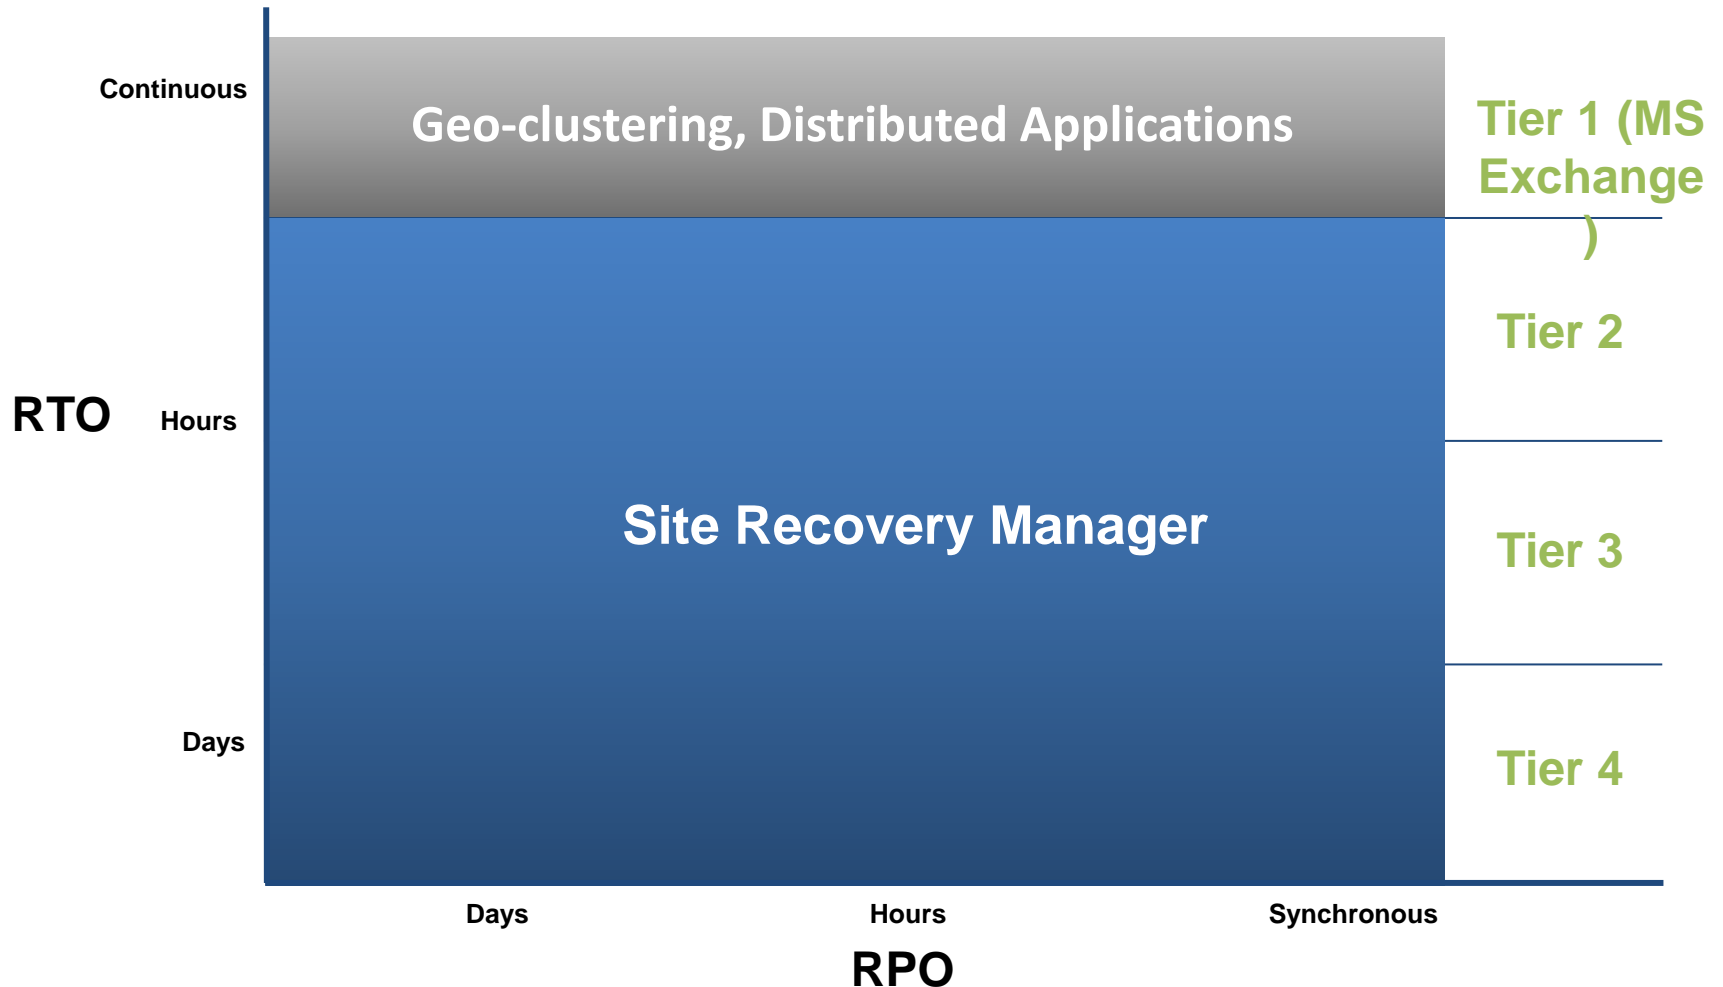 Continuous
Geo-clustering, Distributed Applications
Tier 1 (MS
Exchange
)
Tier 2
RTO
Hours
Site Recovery Manager
Tier 3
Days
Tier 4
Days
Hours
Synchronous
RPO